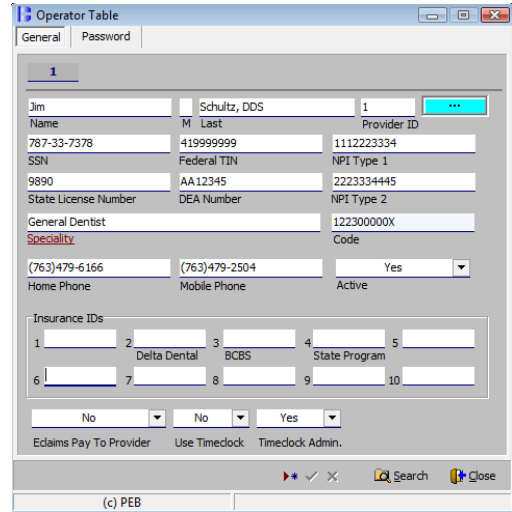 Operator Table
General Password
1
Jim Schultz, DDS 1 ...
Name M Last Provider ID
787-33-7378 419999999 1112223334
SSN Federal TIN NPI Type 1
9890 AA12345 2223334445
State License Number DEA Number NPI Type 2
General Dentist 122300000X
Speciality Code
(763)479-6166 (763)479-2504 Yes
Home Phone Mobile Phone Active
Insurance IDs
1 2 3 4 5
Delta Dental BCBS State Program
6 7 8 9 10
No No Yes
Eclaims Pay To Provider Use Timeclock Timeclock Admin.
Search Close
(c) PEB